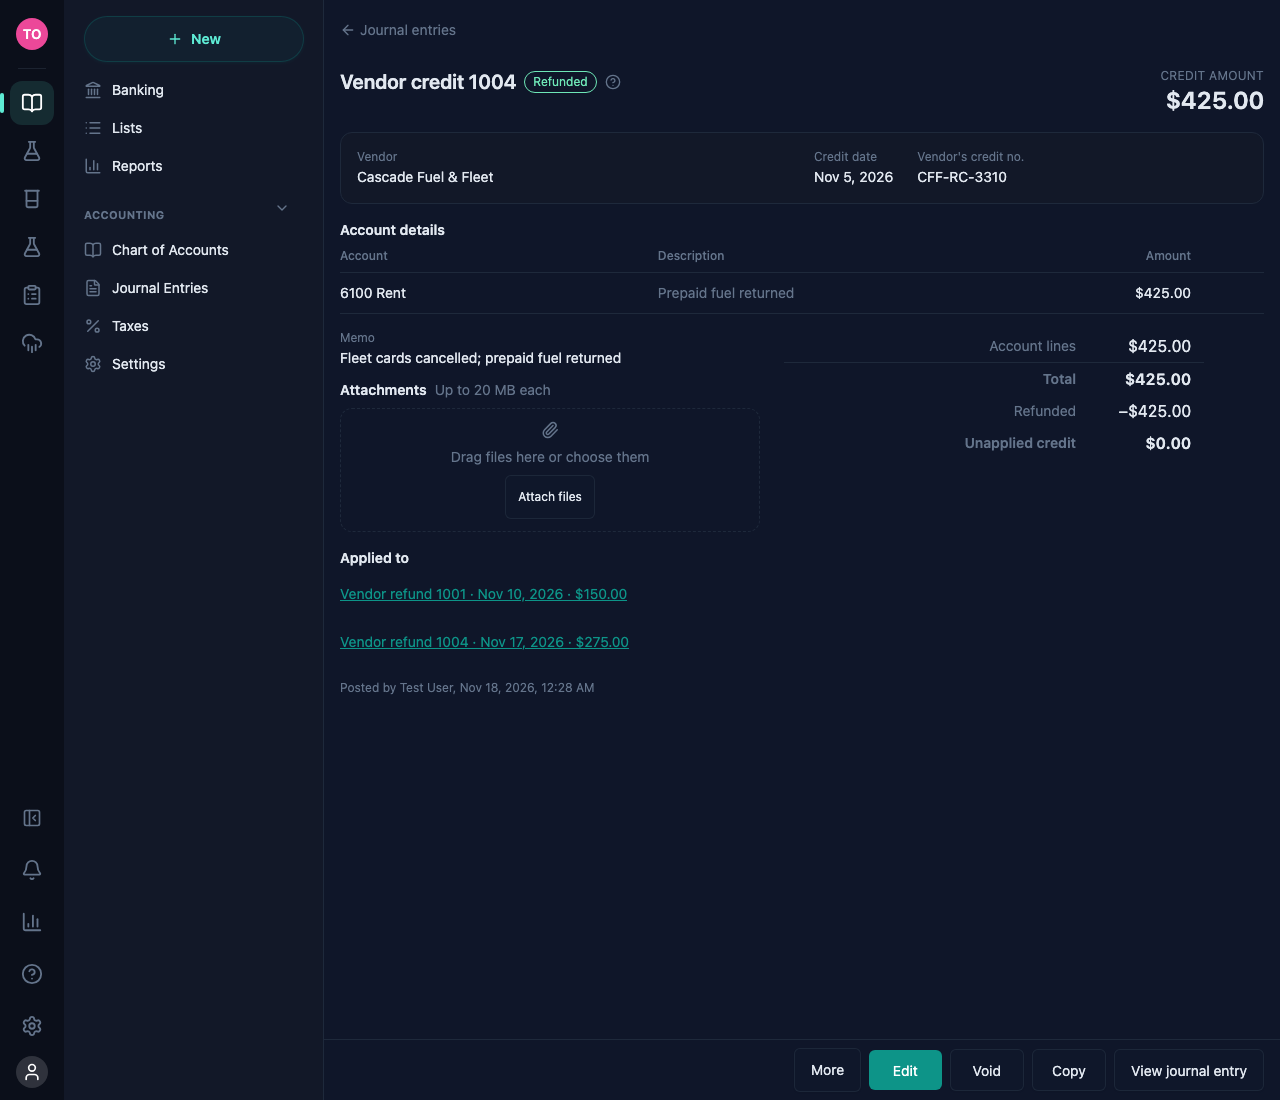 TO
+ New
Banking
Lists
Reports
ACCOUNTING
Chart of Accounts
Journal Entries
Taxes
Settings
← Journal entries
Vendor credit 1004 Refunded ?
CREDIT AMOUNT
$425.00
Vendor
Cascade Fuel & Fleet
Credit date
Nov 5, 2026
Vendor's credit no.
CFF-RC-3310
Account details
Account Description Amount
6100 Rent Prepaid fuel returned $425.00
Memo
Fleet cards cancelled; prepaid fuel returned
Account lines $425.00
Total $425.00
Refunded –$425.00
Unapplied credit $0.00
Attachments Up to 20 MB each
Drag files here or choose them
Attach files
Applied to
Vendor refund 1001 · Nov 10, 2026 · $150.00
Vendor refund 1004 · Nov 17, 2026 · $275.00
Posted by Test User, Nov 18, 2026, 12:28 AM
More Edit Void Copy View journal entry